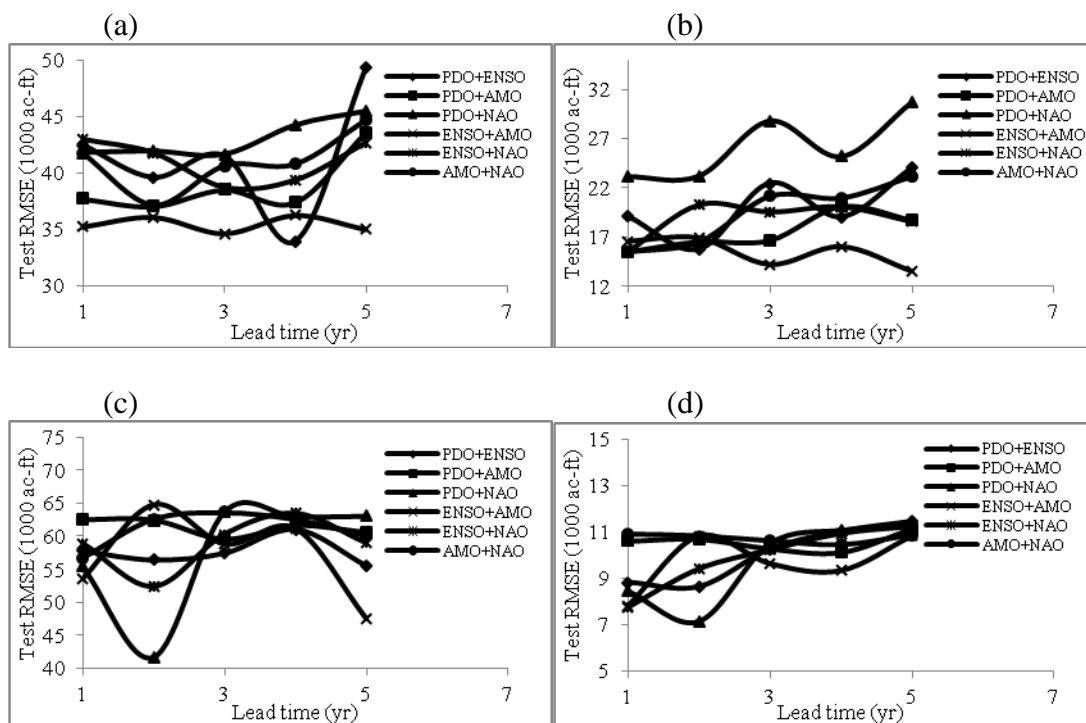 (a)
Test RMSE (1000 ac-ft)
50
45
40
35
30
1 3 5 7
Lead time (yr)
PDO+ENSO
PDO+AMO
PDO+NAO
ENSO+AMO
ENSO+NAO
AMO+NAO
(b)
Test RMSE (1000 ac-ft)
32
27
22
17
12
1 3 5 7
Lead time (yr)
PDO+ENSO
PDO+AMO
PDO+NAO
ENSO+AMO
ENSO+NAO
AMO+NAO
(c)
Test RMSE (1000 ac-ft)
75
70
65
60
55
50
45
40
1 3 5 7
Lead time (yr)
PDO+ENSO
PDO+AMO
PDO+NAO
ENSO+AMO
ENSO+NAO
AMO+NAO
(d)
Test RMSE (1000 ac-ft)
15
13
11
9
7
5
1 3 5 7
Lead time (yr)
PDO+ENSO
PDO+AMO
PDO+NAO
ENSO+AMO
ENSO+NAO
AMO+NAO